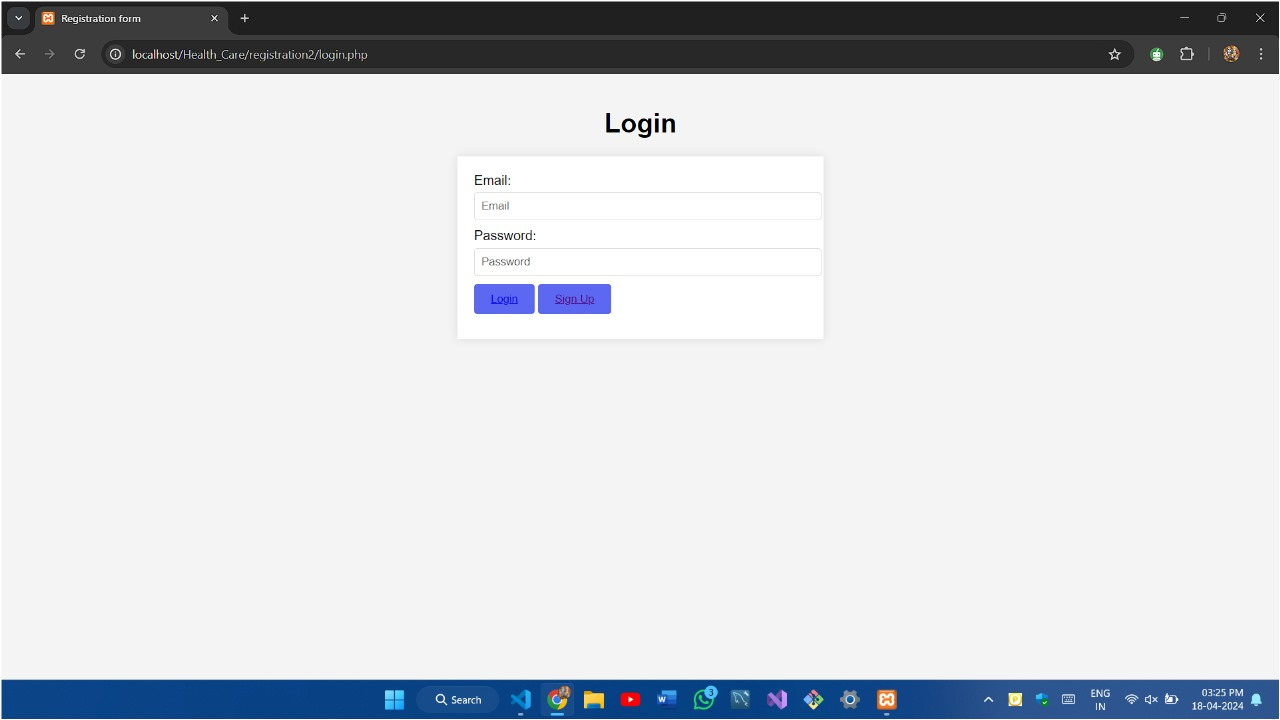 Registration form
localhost/Health_Care/registration2/login.php
Login
Email:
Email
Password:
Password
Login Sign Up
Search
3
ENG
IN
03:25 PM
18-04-2024